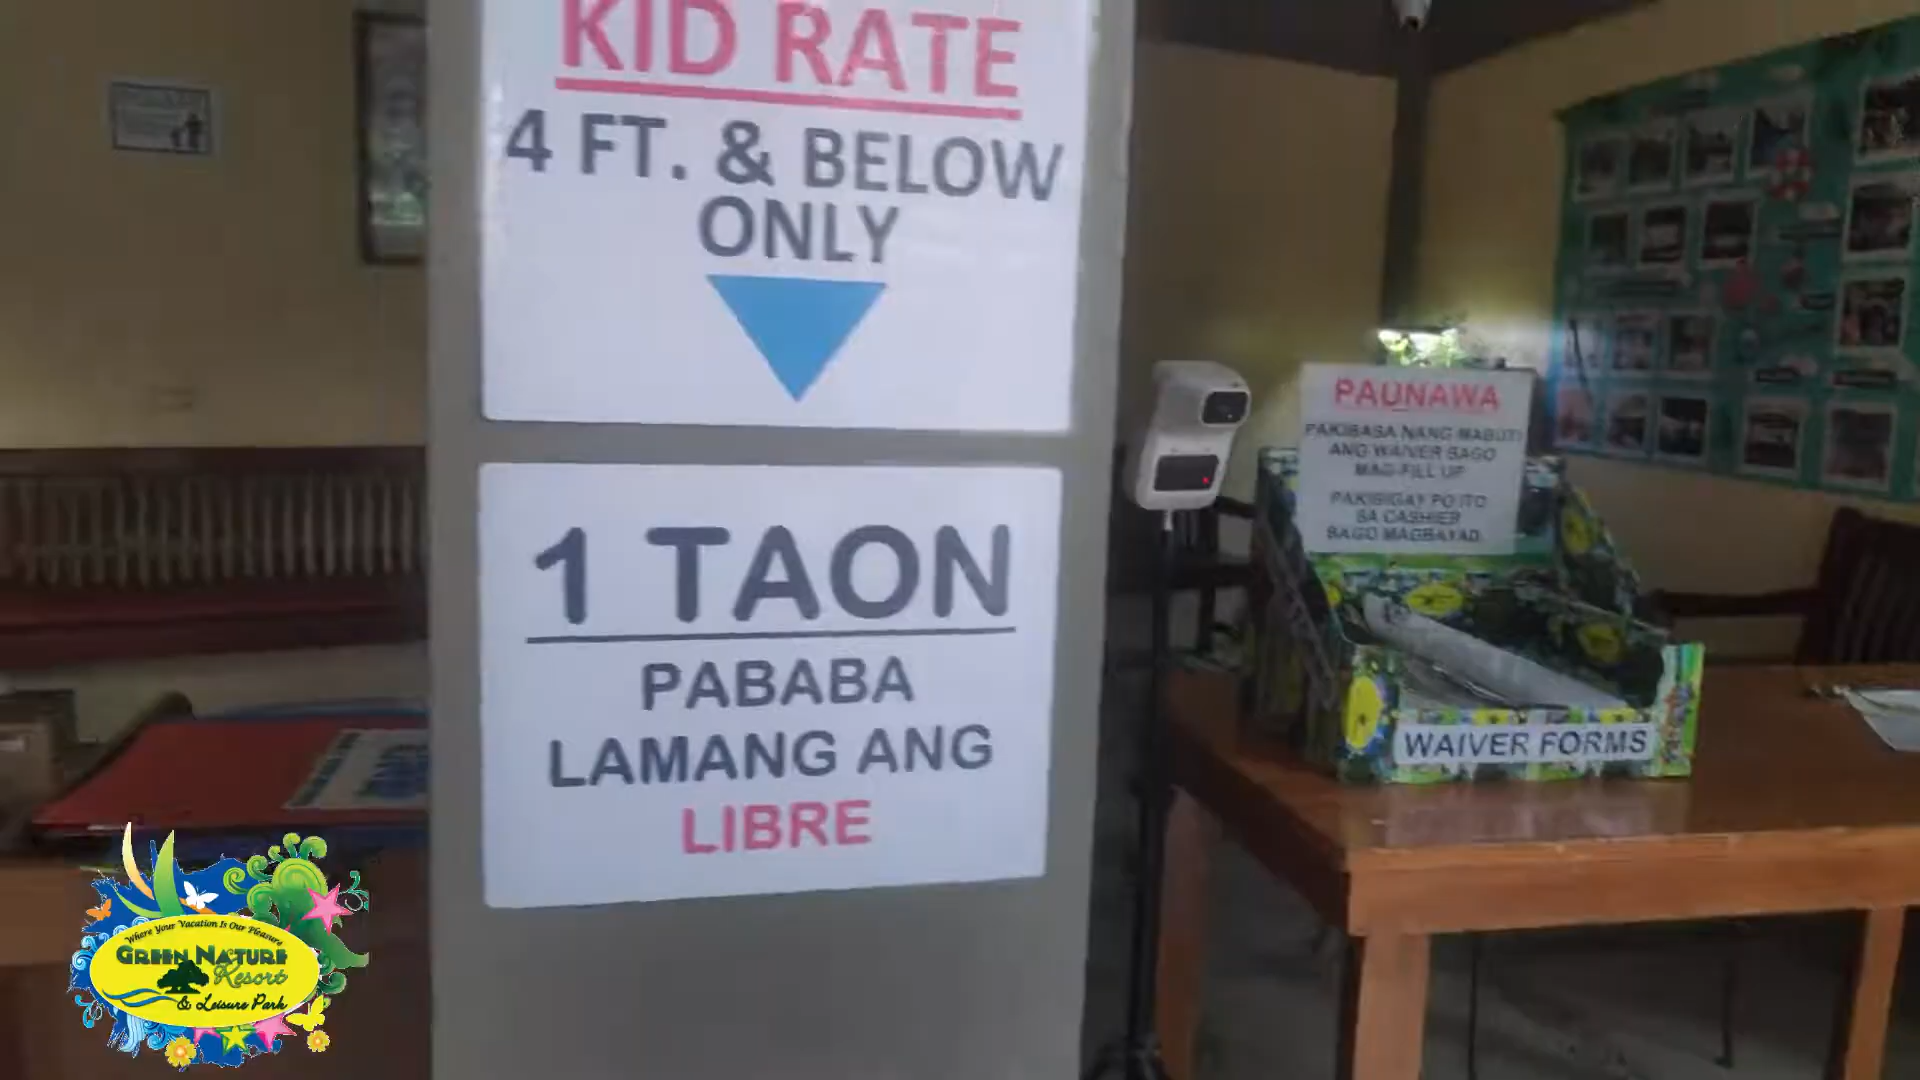 KID RATE
4 FT. & BELOW
ONLY
1 TAON
PABABA
LAMANG ANG
LIBRE
PAUNAWA
PAKIBASA NANG MABUTI
ANG WAIVER BAGO
MAG-FILL UP
PAKIBIGAY PO ITO
SA CASHIER
BAGO MAGBAYAD.
WAIVER FORMS
Where Your Vacation Is Our Pleasure
GREEN NATURE
Resort
& Leisure Park